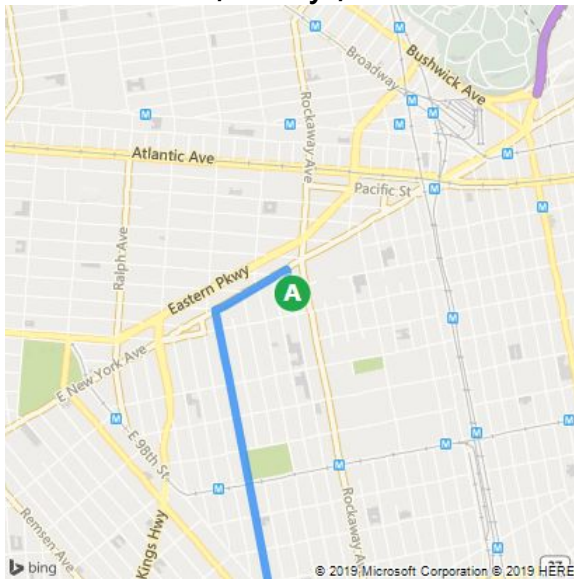 Bushwick Ave
Broadway
Rockaway Ave
M
M
M
Atlantic Ave
M
M
Pacific St
M
Ralph Ave
Eastern Pkwy
A
M
E New York Ave
M
E 98th St
M
M
M
M
M
Rockaway A
Kings Hwy
Remsen Ave
bing
© 2019 Microsoft Corporation © 2019 HERE